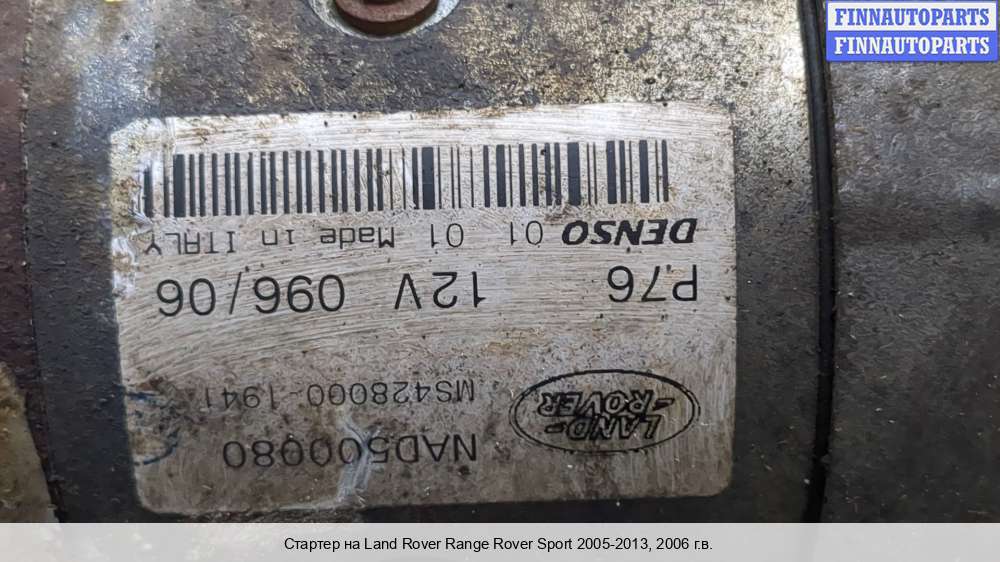 FINNAUTOPARTS
FINNAUTOPARTS
LAND-
-ROVER
NAD500080
MS428000-1941
P.76 12V 096/06
DENSO 01 01 Made in ITALY
Стартер на Land Rover Range Rover Sport 2005-2013, 2006 г.в.